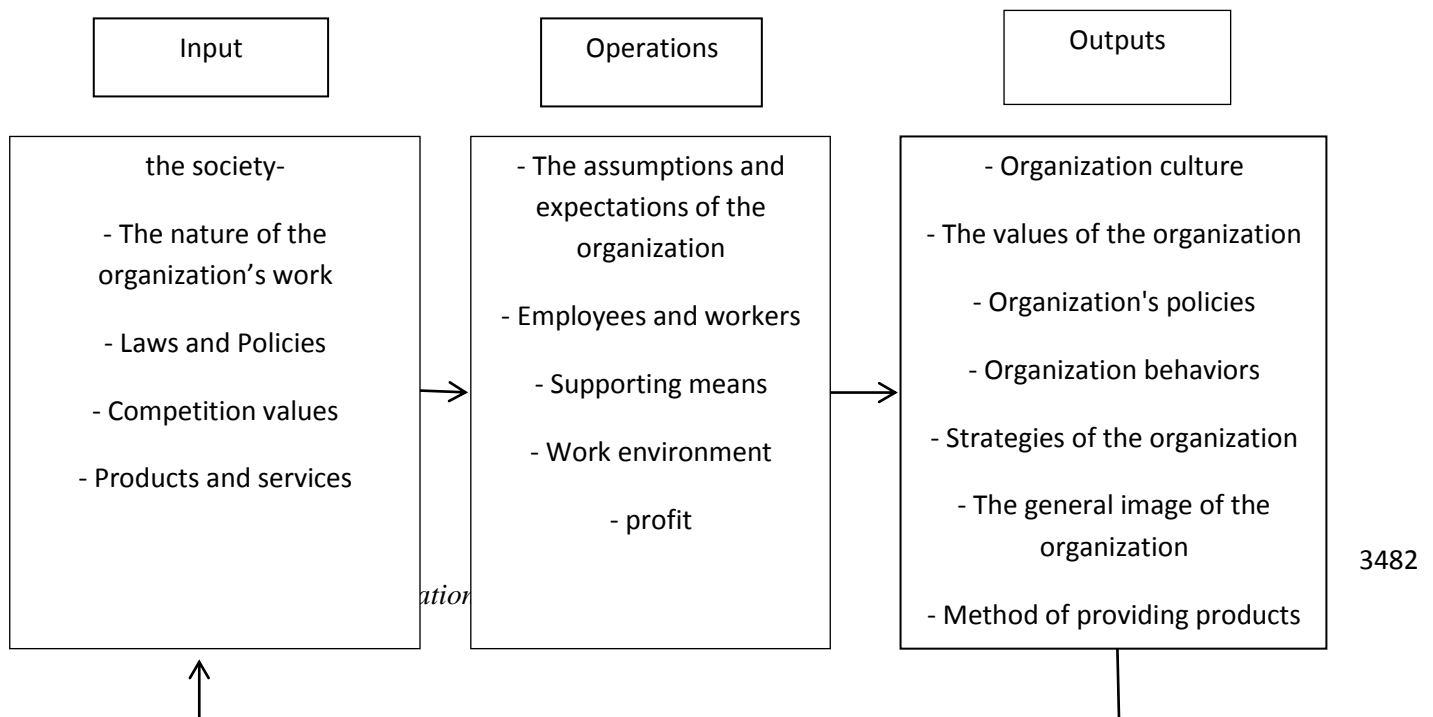 Input
Operations
Outputs
the society-
- The nature of the
organization’s work
- Laws and Policies
- Competition values
- Products and services
- The assumptions and
expectations of the
organization
- Employees and workers
- Supporting means
- Work environment
- profit
- Organization culture
- The values of the organization
- Organization's policies
- Organization behaviors
- Strategies of the organization
- The general image of the
organization
- Method of providing products
3482